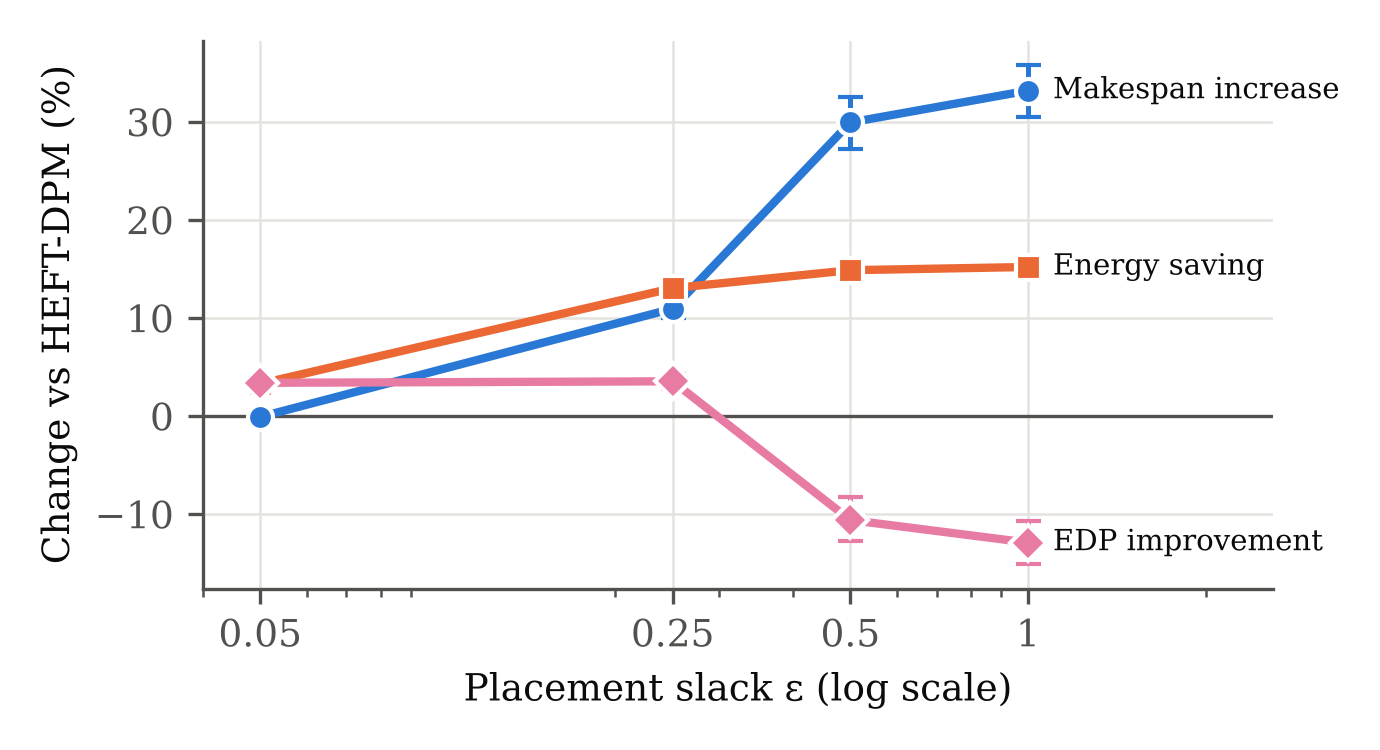 Change vs HEFT-DPM (%)
30
20
10
0
−10
Makespan increase
Energy saving
EDP improvement
0.05 0.25 0.5 1
Placement slack ε (log scale)